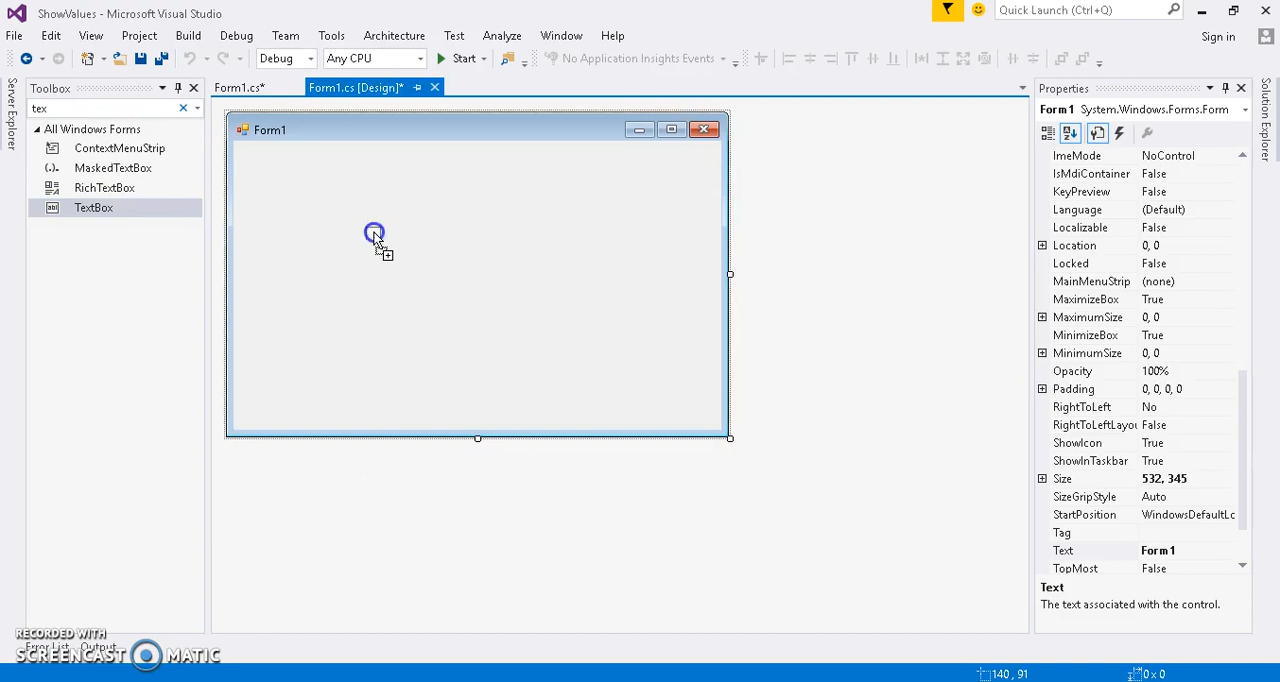 ShowValues - Microsoft Visual Studio
Quick Launch (Ctrl+Q)
File Edit View Project Build Debug Team Tools Architecture Test Analyze Window Help
Sign in
Debug Any CPU Start No Application Insights Events
Server Explorer
Toolbox
tex
All Windows Forms
ContextMenuStrip
MaskedTextBox
RichTextBox
TextBox
Form1.cs* Form1.cs [Design]*
Form1
Properties
Form1 System.Windows.Forms.Form
ImeMode NoControl
IsMdiContainer False
KeyPreview False
Language (Default)
Localizable False
Location 0, 0
Locked False
MainMenuStrip (none)
MaximizeBox True
MaximumSize 0, 0
MinimizeBox True
MinimumSize 0, 0
Opacity 100%
Padding 0, 0, 0, 0
RightToLeft No
RightToLeftLayou False
ShowIcon True
ShowInTaskbar True
Size 532, 345
SizeGripStyle Auto
StartPosition WindowsDefaultLc
Tag
Text Form1
TopMost False
Text
The text associated with the control.
Solution Explorer
Error List Output
RECORDED WITH
SCREENCAST MATIC
140, 91 0 x 0